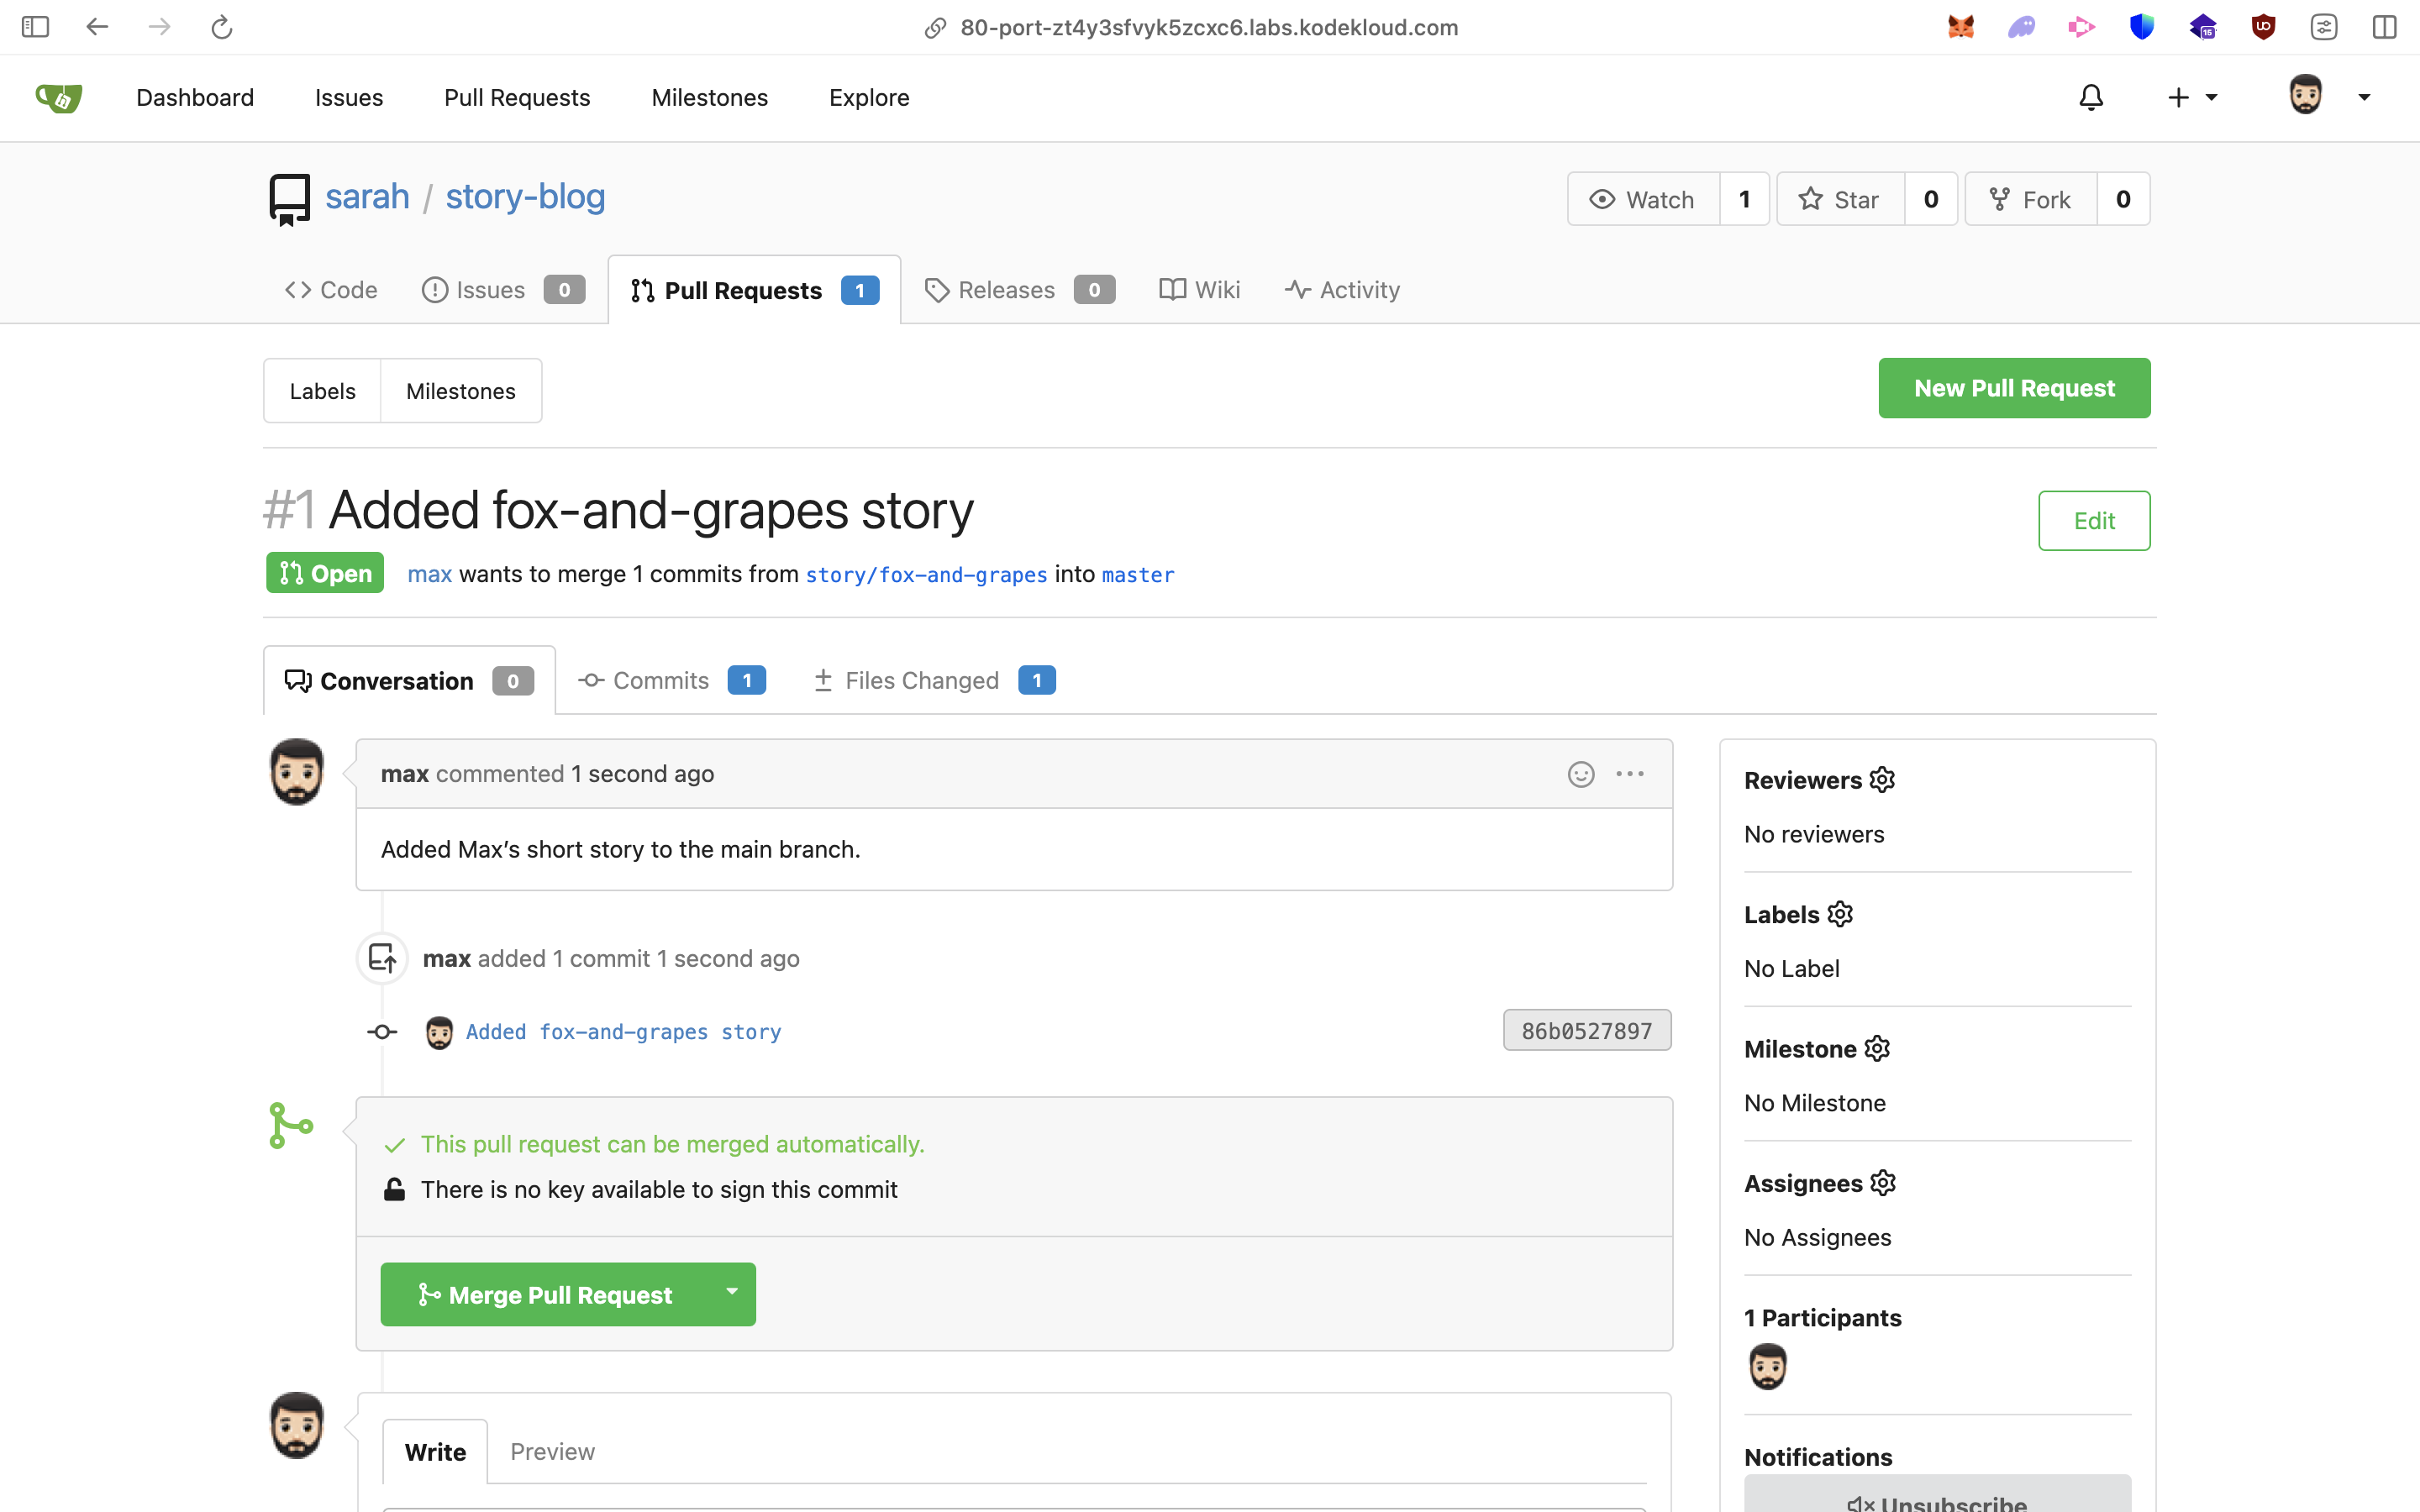 80-port-zt4y3sfvyk5zcxc6.labs.kodekloud.com
15
Dashboard Issues Pull Requests Milestones Explore
sarah / story-blog
Watch 1 Star 0 Fork 0
Code Issues 0 Pull Requests 1 Releases 0 Wiki Activity
Labels Milestones
New Pull Request
#1 Added fox-and-grapes story
Edit
Open max wants to merge 1 commits from story/fox-and-grapes into master
Conversation 0 Commits 1 Files Changed 1
max commented 1 second ago
Added Max’s short story to the main branch.
max added 1 commit 1 second ago
Added fox-and-grapes story 86b0527897
This pull request can be merged automatically.
There is no key available to sign this commit
Merge Pull Request
Write Preview
Reviewers
No reviewers
Labels
No Label
Milestone
No Milestone
Assignees
No Assignees
1 Participants
Notifications
Unsubscribe